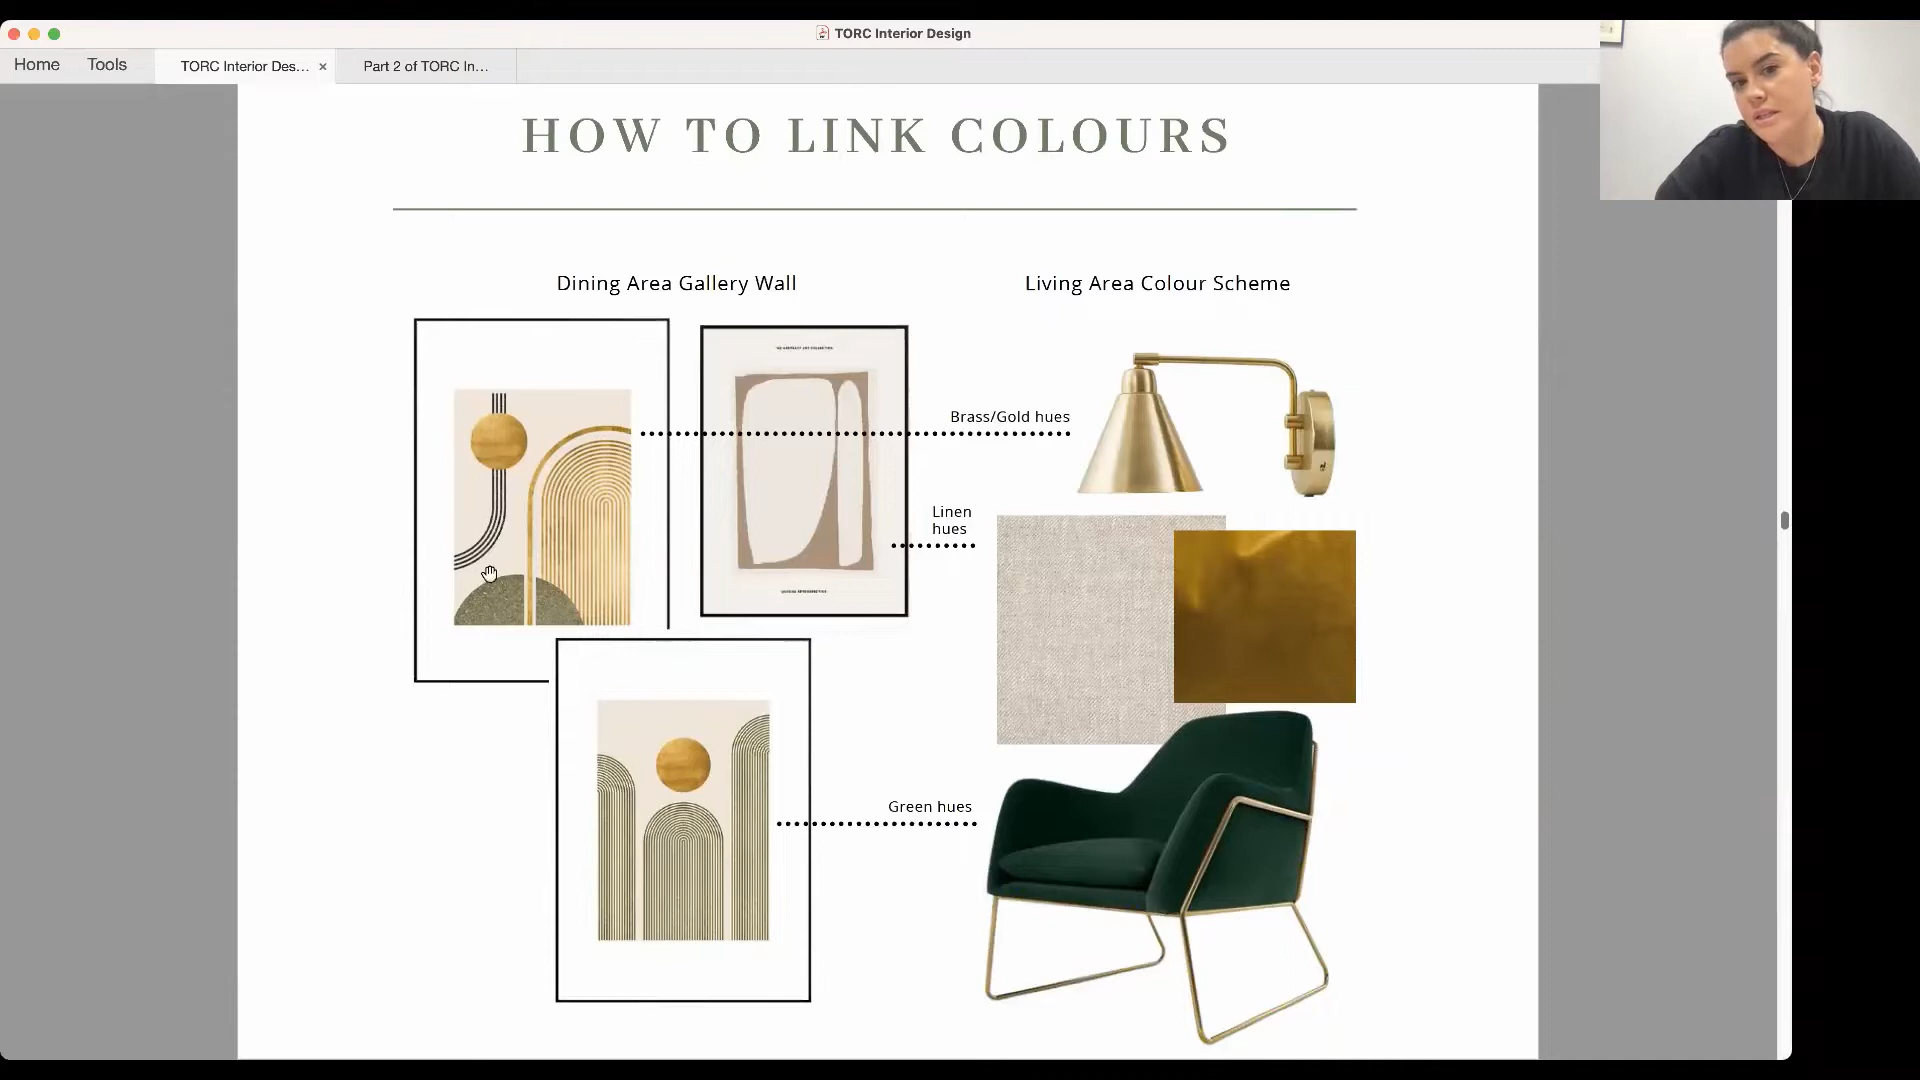 TORC Interior Design
Home
Tools
TORC Interior Des...
×
Part 2 of TORC In...
HOW TO LINK COLOURS
Dining Area Gallery Wall
Living Area Colour Scheme
Brass/Gold hues
Linen
hues
Green hues